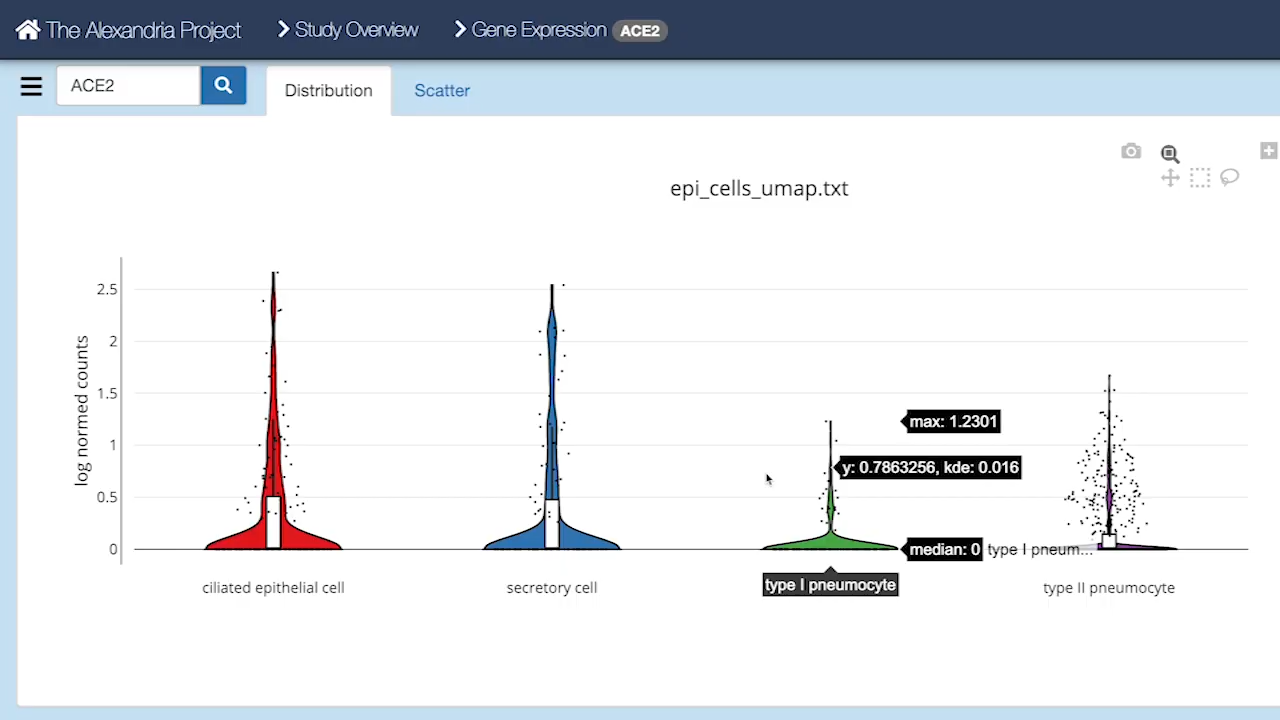 The Alexandria Project Study Overview Gene Expression ACE2
ACE2 Distribution Scatter
epi_cells_umap.txt
log normed counts
2.5
2
1.5
1
0.5
0
max: 1.2301
y: 0.7863256, kde: 0.016
median: 0 type I pneum...
type I pneumocyte
ciliated epithelial cell secretory cell type II pneumocyte